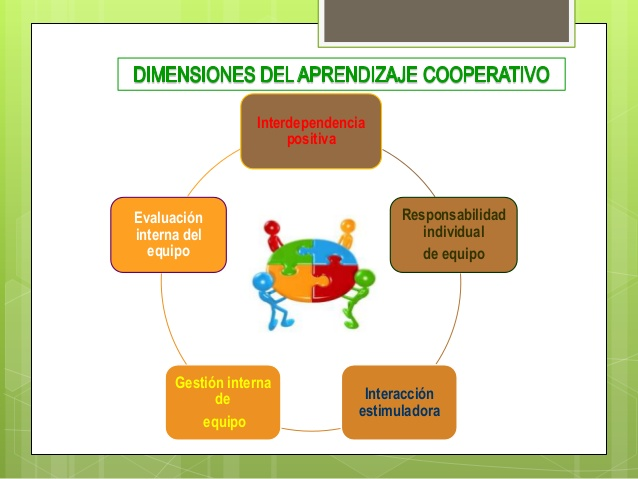 DIMENSIONES DEL APRENDIZAJE COOPERATIVO
Interdependencia
positiva
Responsabilidad
individual
de equipo
Interacción
estimuladora
Gestión interna
de
equipo
Evaluación
interna del
equipo